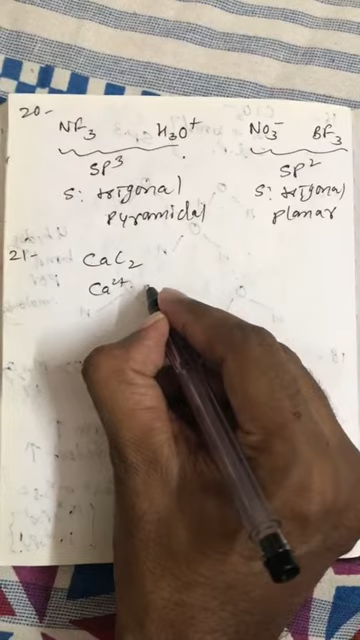 20-
NF3 H3O+ NO3- BF3
SP3 SP2
S: trigonal S: trigonal
pyramidal planar
21-
CaC2
Ca2+